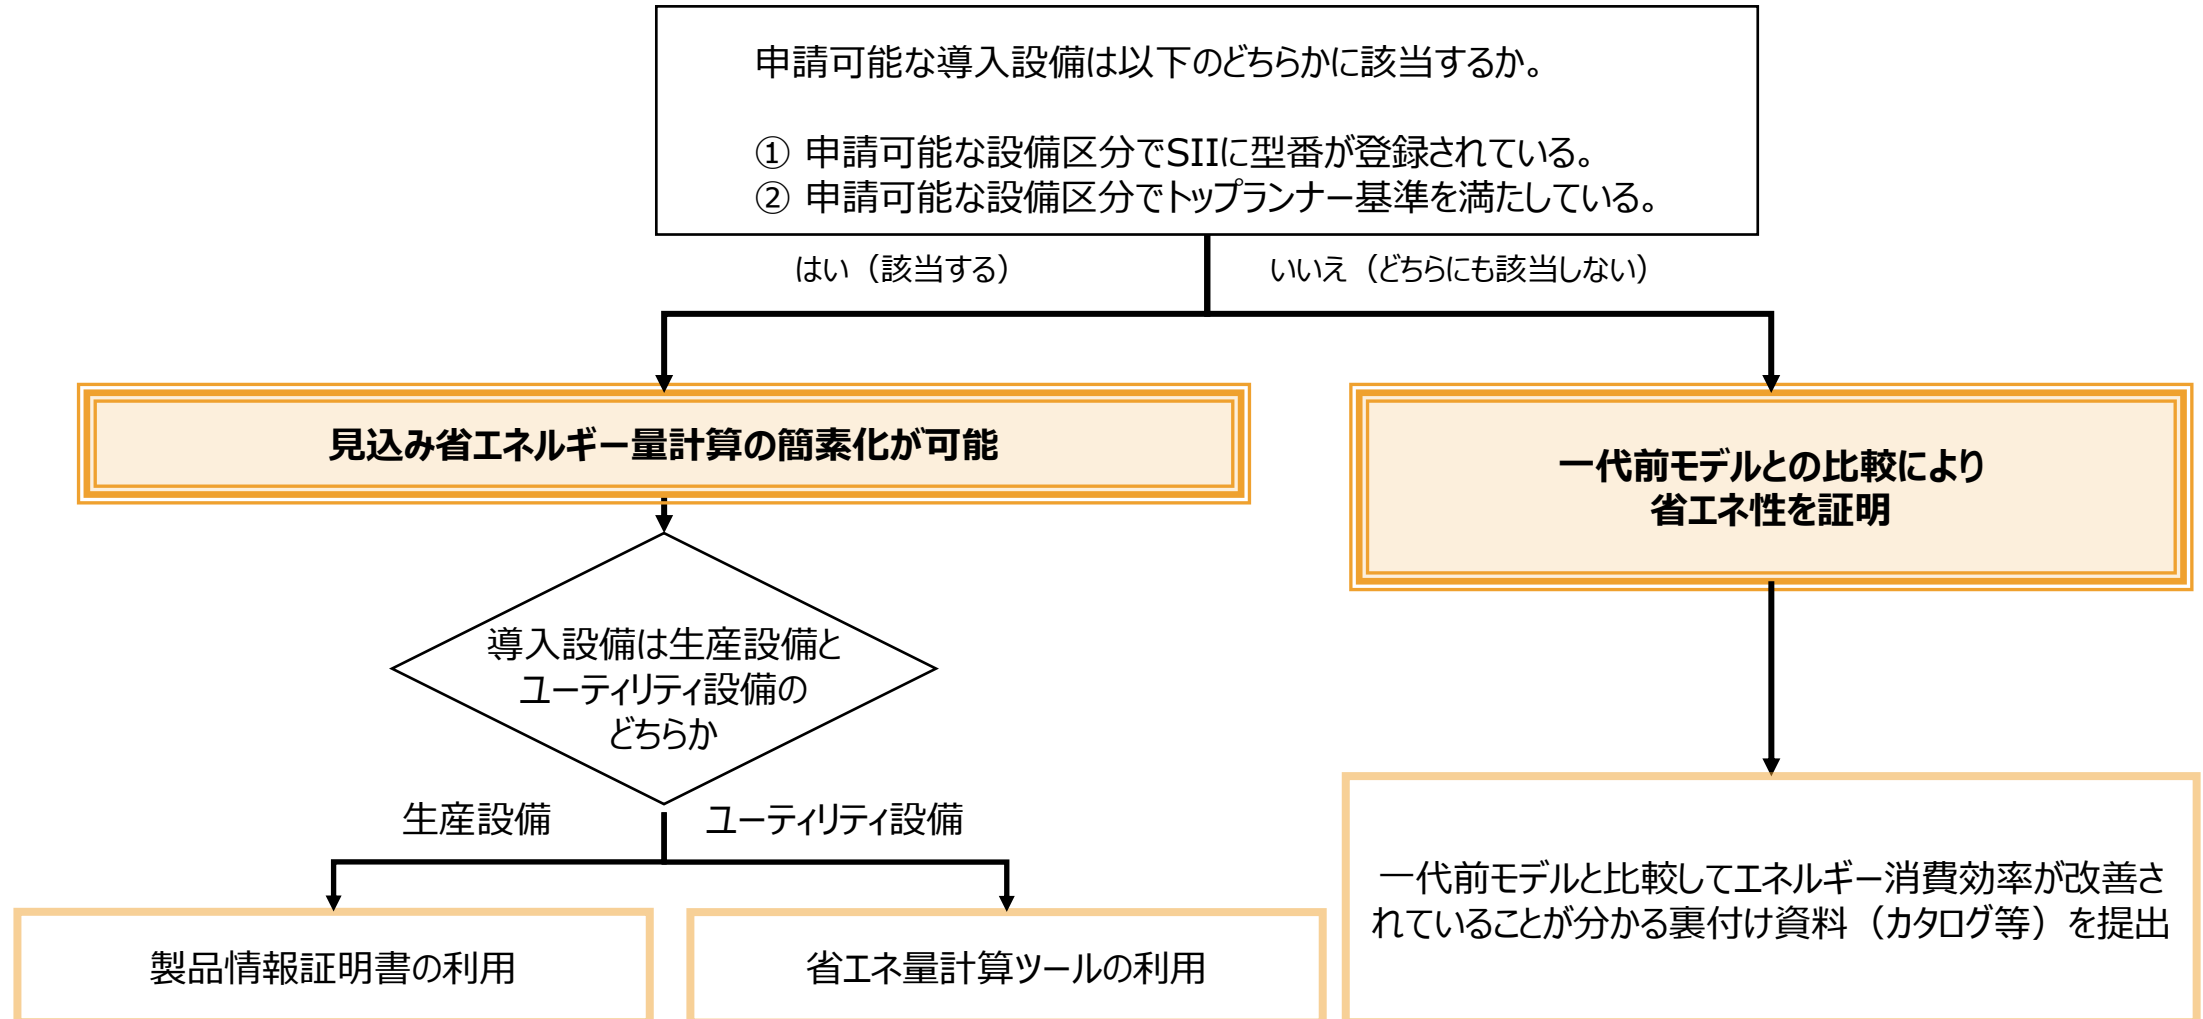 申請可能な導入設備は以下のどちらかに該当するか。
① 申請可能な設備区分でSIIに型番が登録されている。
② 申請可能な設備区分でトップランナー基準を満たしている。
はい（該当する）
いいえ（どちらにも該当しない）
見込み省エネルギー量計算の簡素化が可能
一代前モデルとの比較により
省エネ性を証明
導入設備は生産設備と
ユーティリティ設備の
どちらか
生産設備
ユーティリティ設備
製品情報証明書の利用
省エネ量計算ツールの利用
一代前モデルと比較してエネルギー消費効率が改善さ
れていることが分かる裏付け資料（カタログ等）を提出